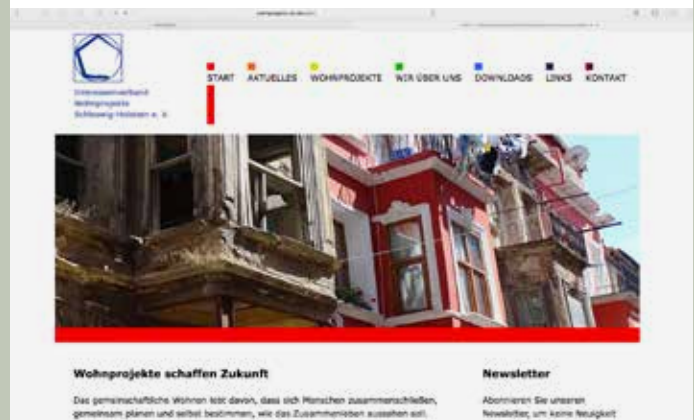 START AKTUELLES WOHNPROJEKTE WIR ÜBER UNS DOWNLOADS LINKS KONTAKT
Interessenverband
Wohnprojekte
Schleswig-Holstein e. V.
Wohnprojekte schaffen Zukunft
Das gemeinschaftliche Wohnen lebt davon, dass sich Menschen zusammenschließen,
gemeinsam planen und selbst bestimmen, wie das Zusammenleben aussehen soll.
Newsletter
Abonnieren Sie unseren
Newsletter, um keine Neuigkeit